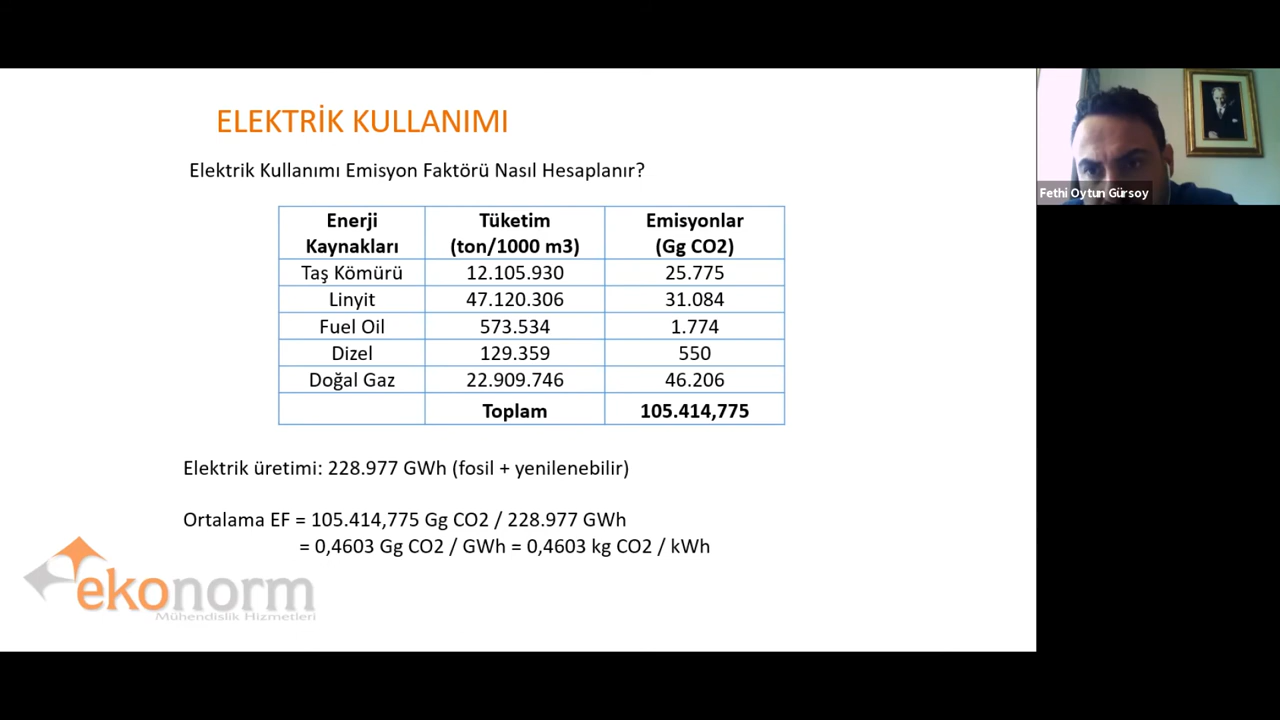 ELEKTRİK KULLANIMI
Elektrik Kullanımı Emisyon Faktörü Nasıl Hesaplanır?
Enerji Kaynakları Tüketim (ton/1000 m3) Emisyonlar (Gg CO2)
Taş Kömürü 12.105.930 25.775
Linyit 47.120.306 31.084
Fuel Oil 573.534 1.774
Dizel 129.359 550
Doğal Gaz 22.909.746 46.206
Toplam 105.414,775
Elektrik üretimi: 228.977 GWh (fosil + yenilenebilir)
Ortalama EF = 105.414,775 Gg CO2 / 228.977 GWh
= 0,4603 Gg CO2 / GWh = 0,4603 kg CO2 / kWh
ekonorm
Mühendislik Hizmetleri
Fethi Oytun Gürsoy